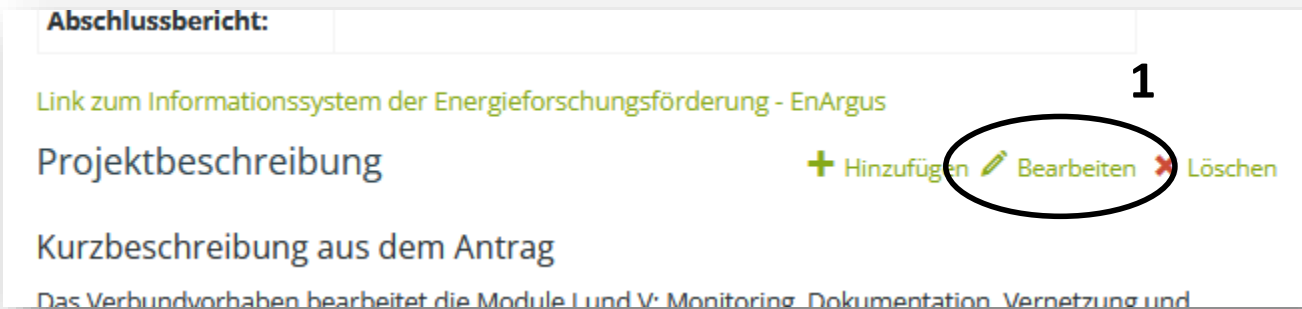 Abschlussbericht:
1
Link zum Informationssystem der Energieforschungsförderung - EnArgus
Projektbeschreibung
Hinzufügen Bearbeiten Löschen
Kurzbeschreibung aus dem Antrag
Das Verbundvorhaben bearbeitet die Module I und V: Monitoring, Dokumentation, Vernetzung und